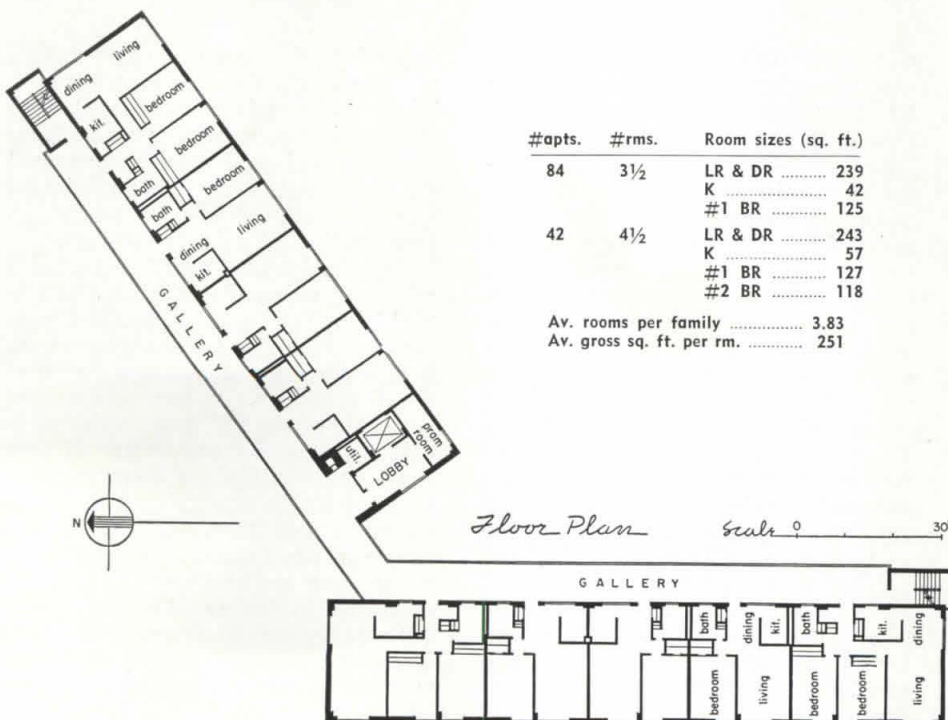 living
dining
bedroom
kit.
bedroom
bath
bedroom
bath
living
dining
kit.
GALLERY
util.
LOBBY
pram room
#apts. #rms. Room sizes (sq. ft.)
84 3½ LR & DR ......... 239
K ..................... 42
#1 BR ............ 125
42 4½ LR & DR ......... 243
K ..................... 57
#1 BR ............ 127
#2 BR ............ 118
Av. rooms per family ............... 3.83
Av. gross sq. ft. per rm. ........... 251
N
Floor Plan Scale 0 30
GALLERY
bath
dining
kit.
bath
kit.
dining
bedroom
living
bedroom
bedroom
living